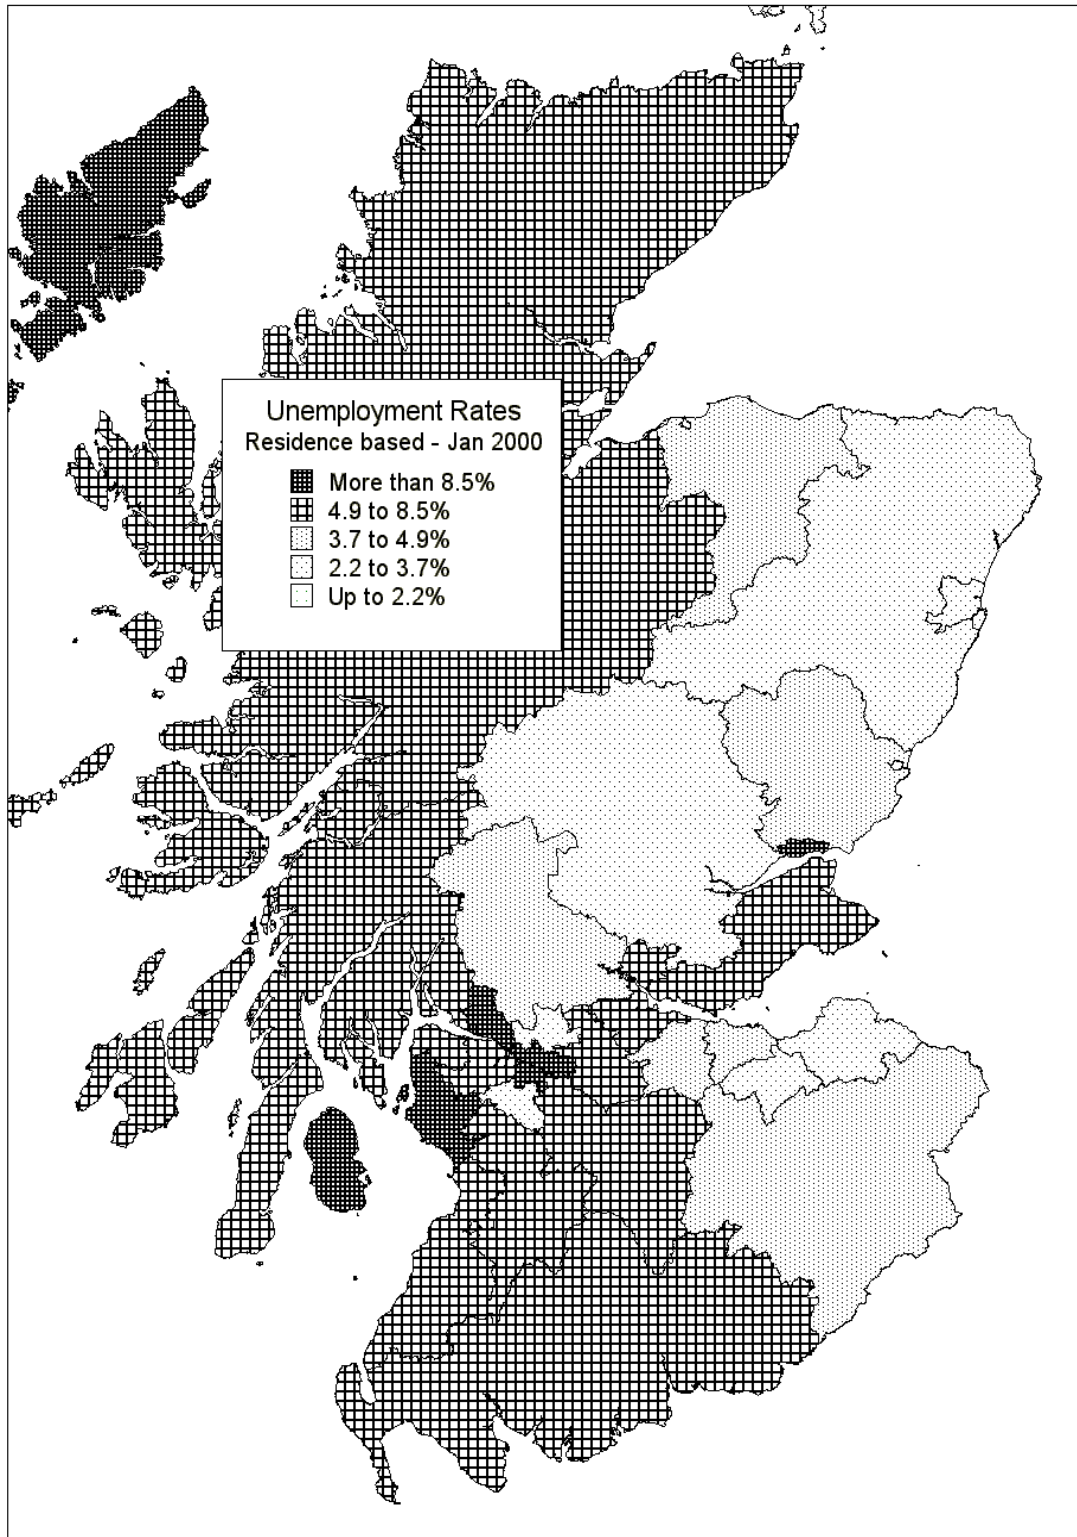 Unemployment Rates
Residence based - Jan 2000
More than 8.5%
4.9 to 8.5%
3.7 to 4.9%
2.2 to 3.7%
Up to 2.2%